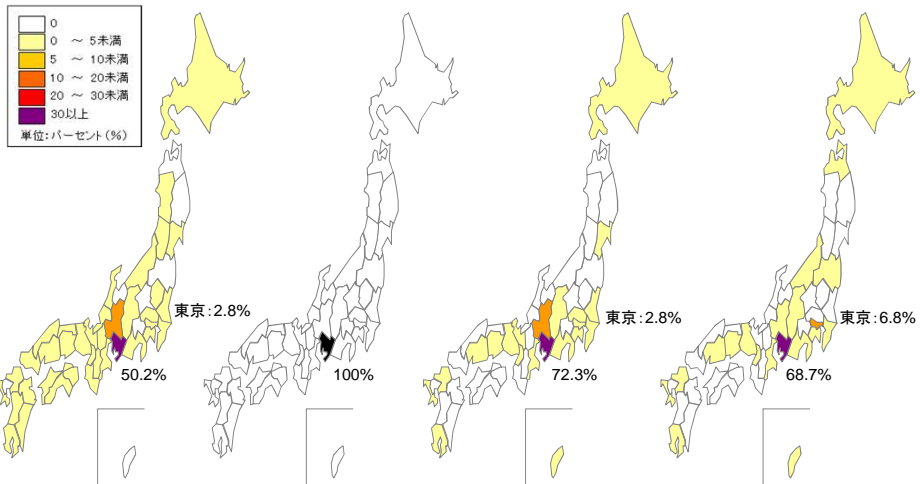 0
0 ～ 5未満
5 ～ 10未満
10 ～ 20未満
20 ～ 30未満
30以上
単位：パーセント（％）
東京：2.8%
50.2%
100%
東京：2.8%
72.3%
東京：6.8%
68.7%